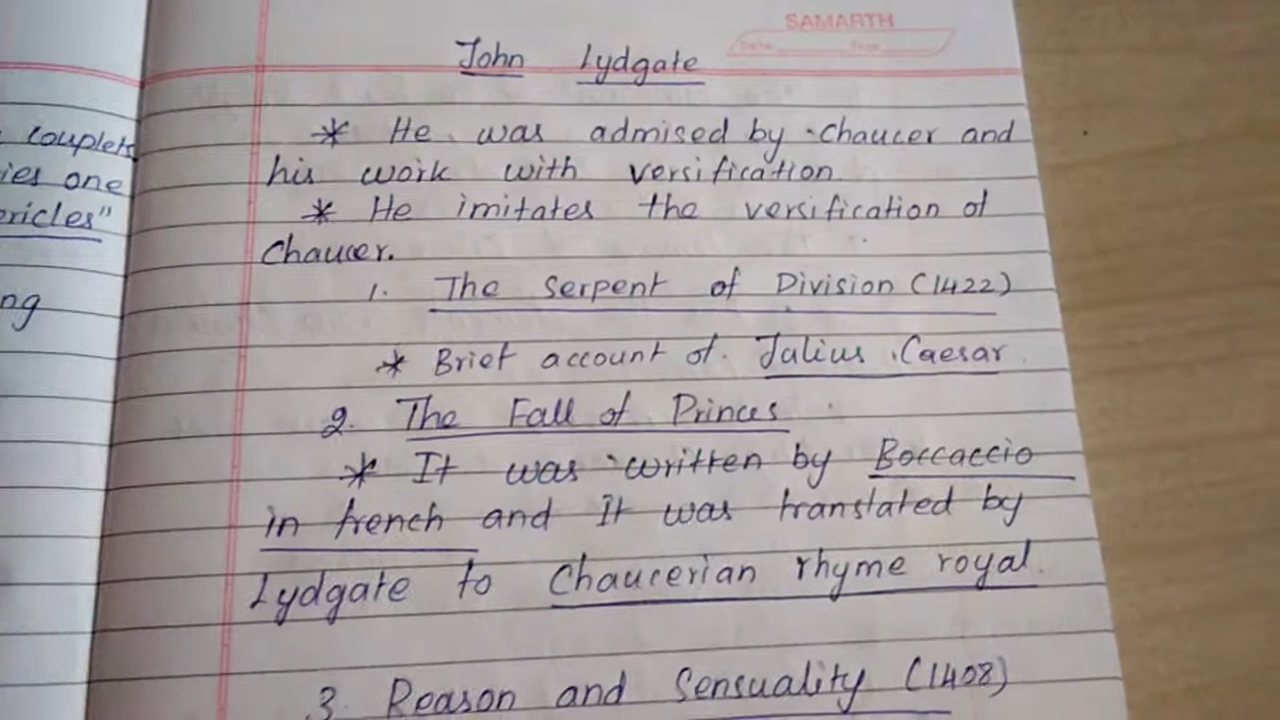 SAMARTH
John Lydgate
couplets
ies one
ericles"
ng
* He was admised by chaucer and
his work with versification.
* He imitates the versification of
Chaucer.
1. The Serpent of Division (1422)
* Brief account of Julius Caesar
2. The Fall of Princes
* It was written by Boccaccio
in french and It was translated by
Lydgate to Chaucerian rhyme royal.
3. Reason and Sensuality (1408)